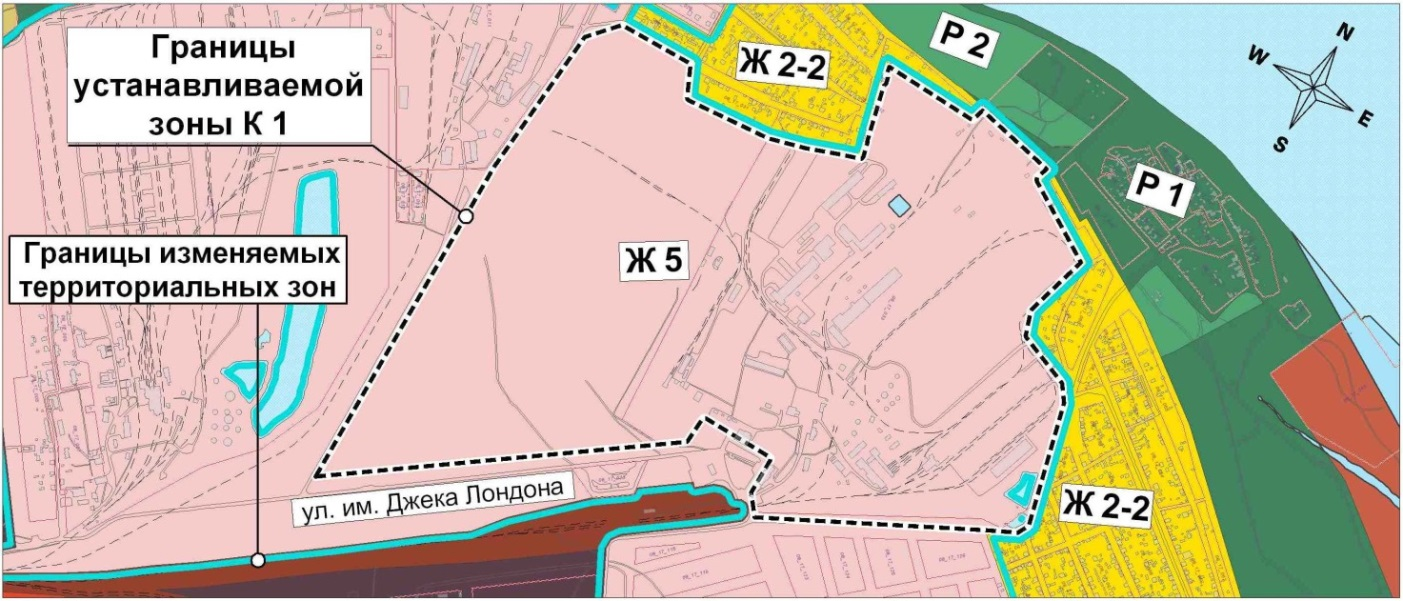 Границы
устанавливаемой
зоны К 1
Ж 2-2
Р 2
N
W
E
S
Р 1
Ж 5
Границы изменяемых
территориальных зон
ул. им. Джека Лондона
Ж 2-2